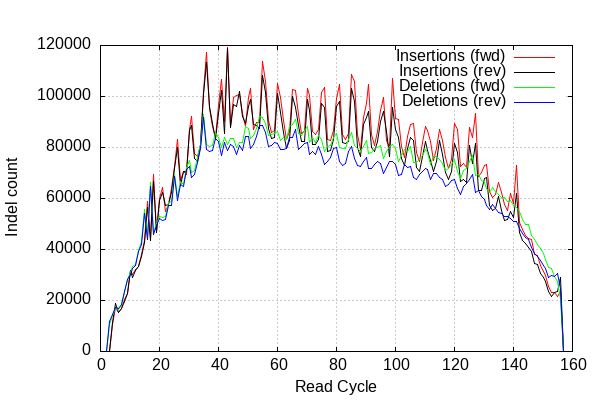 120000
100000
80000
60000
40000
20000
0
Indel count
Insertions (fwd)
Insertions (rev)
Deletions (fwd)
Deletions (rev)
0 20 40 60 80 100 120 140 160
Read Cycle